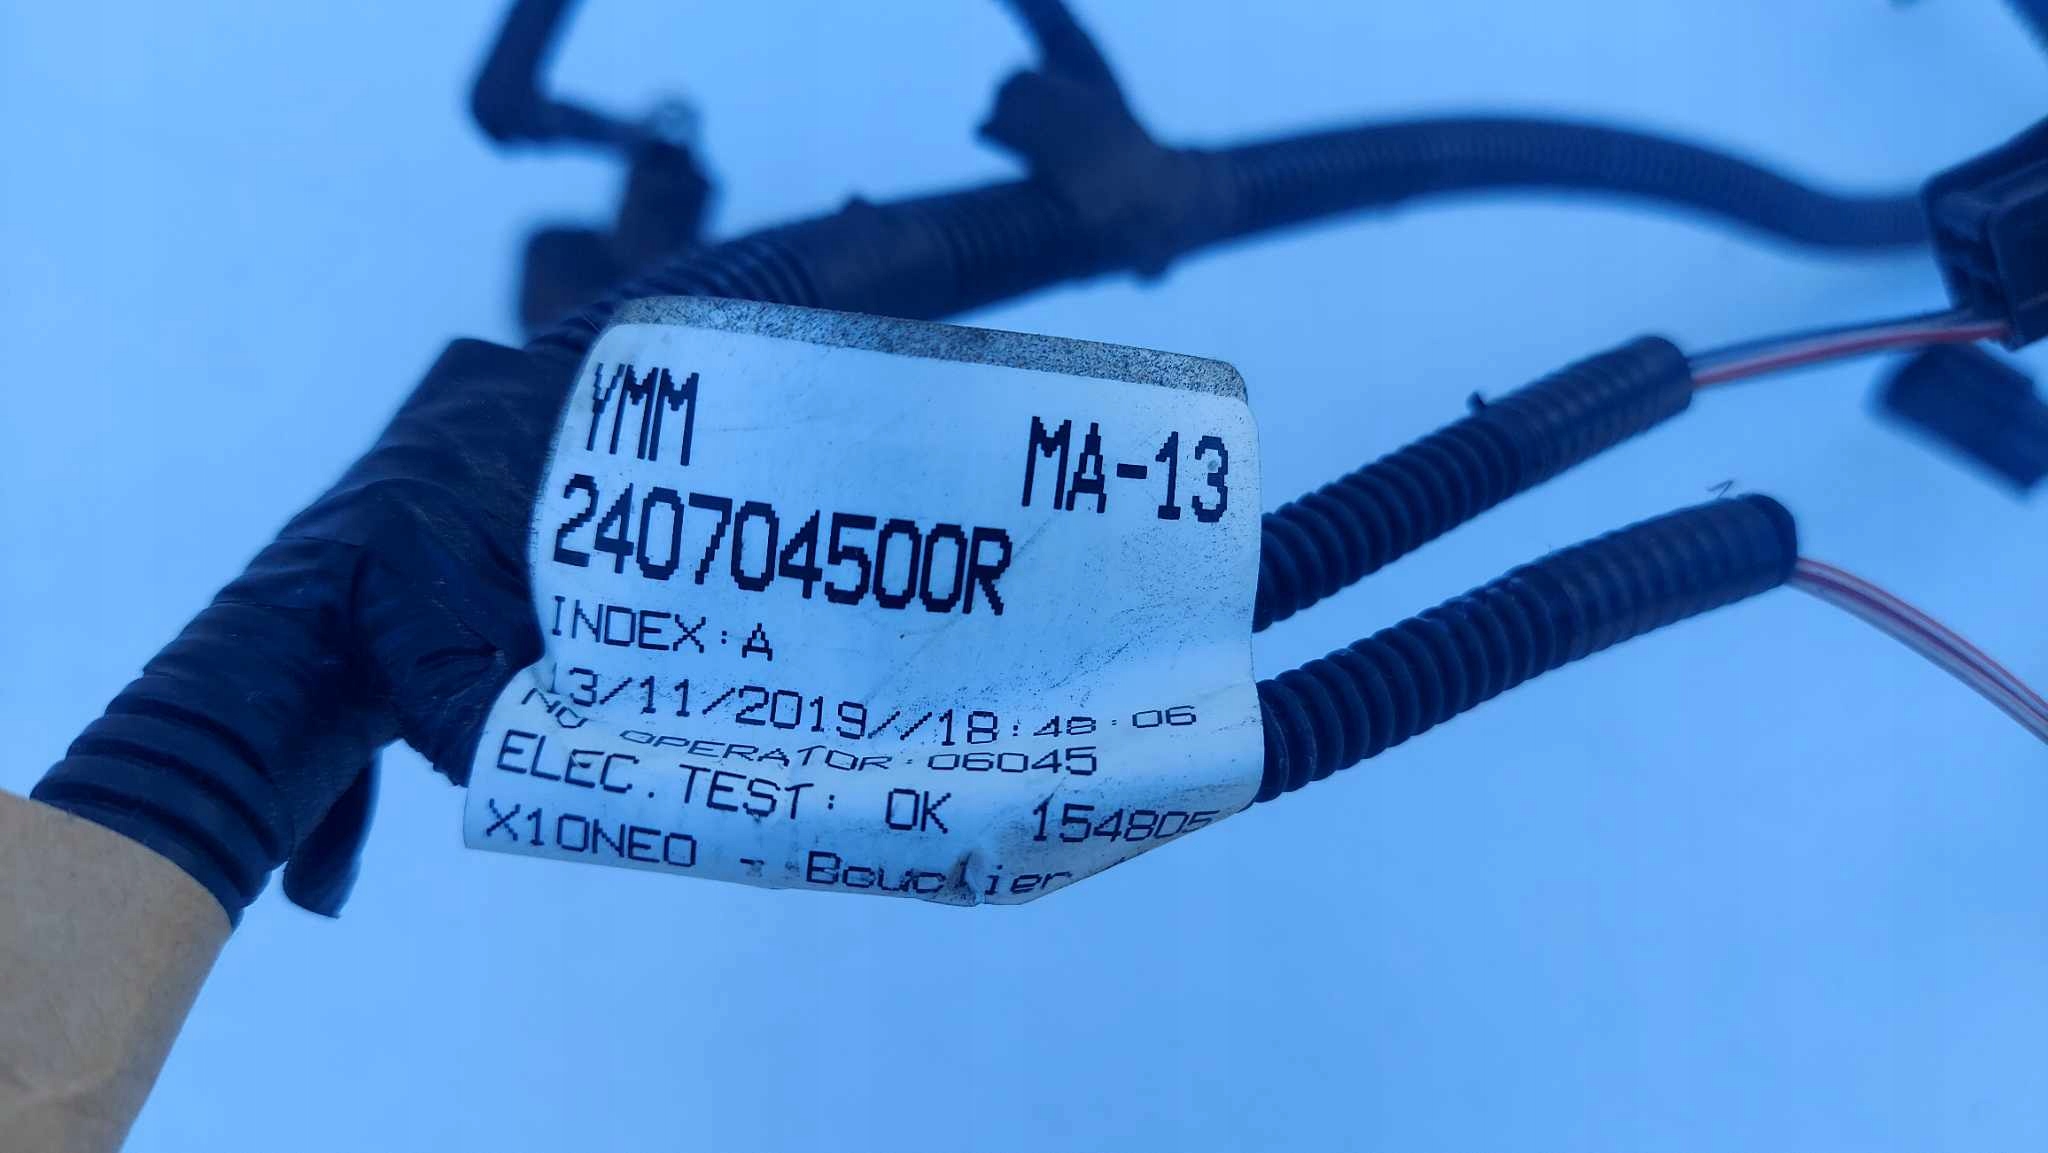 YMM MA-13
240704500R
INDEX:A
13/11/2019//18:48:06
NO OPERATOR:06045
ELEC.TEST: OK 154805
X10NEO - Bouclier